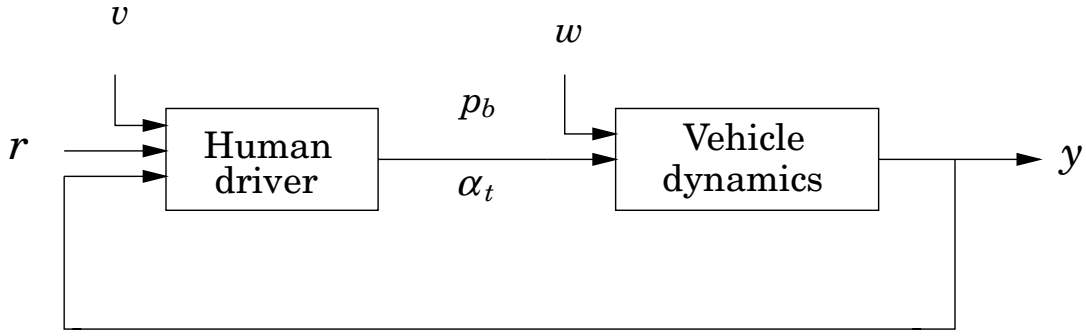 v
w
r
Human
driver
p_b
α_t
Vehicle
dynamics
y